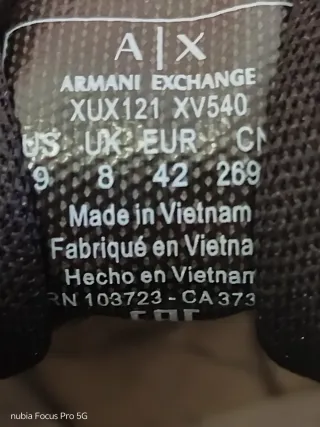 A|X
ARMANI EXCHANGE
XUX121 XV540
US UK EUR CN
9 8 42 269
Made in Vietnam
Fabriqué en Vietna
Hecho en Vietnam
RN 103723 - CA 373
EAC
nubia Focus Pro 5G